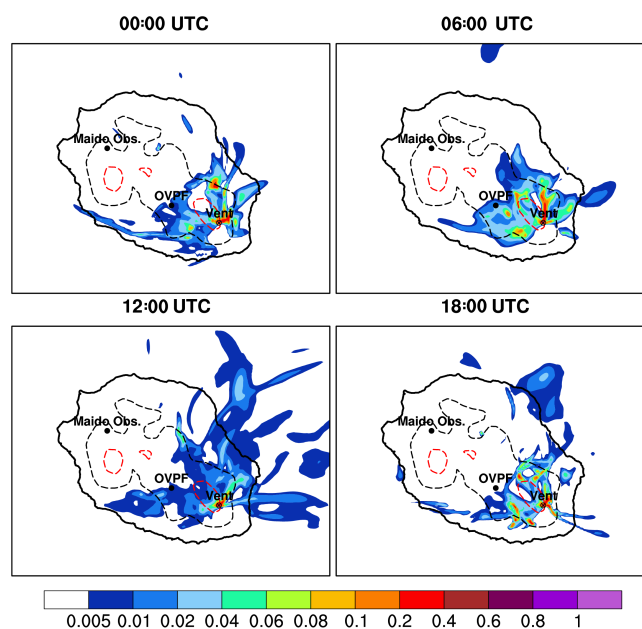 00:00 UTC
06:00 UTC
Maido Obs.
OVPF
Vent
Maido Obs.
OVPF
Vent
12:00 UTC
18:00 UTC
Maido Obs.
OVPF
Vent
Maido Obs.
OVPF
Vent
0.005 0.01 0.02 0.04 0.06 0.08 0.1 0.2 0.4 0.6 0.8 1